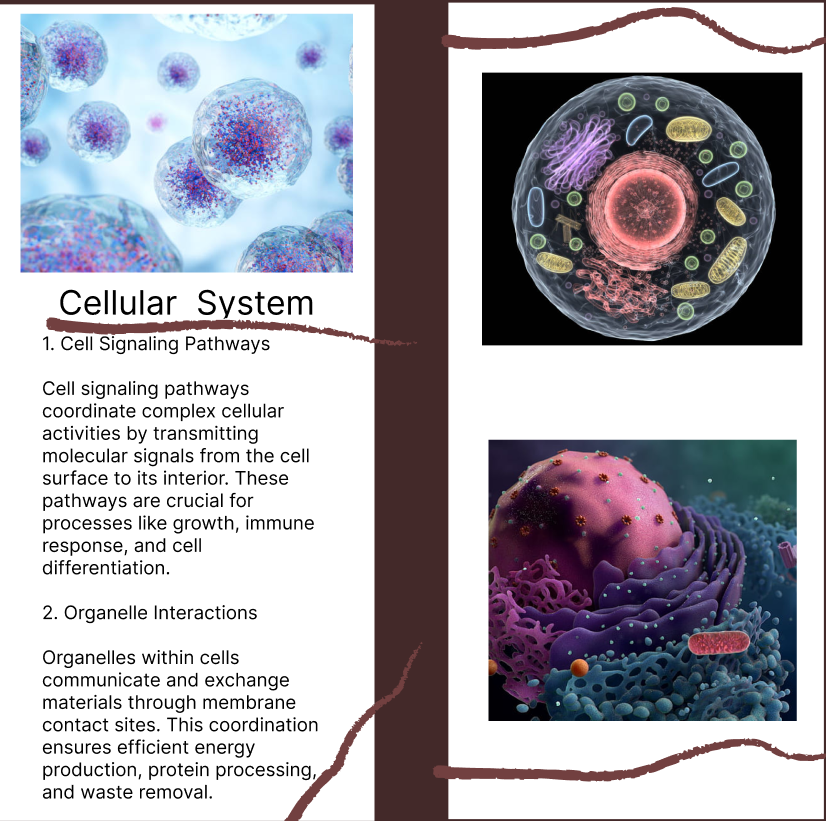 Cellular System
1. Cell Signaling Pathways
Cell signaling pathways
coordinate complex cellular
activities by transmitting
molecular signals from the cell
surface to its interior. These
pathways are crucial for
processes like growth, immune
response, and cell
differentiation.
2. Organelle Interactions
Organelles within cells
communicate and exchange
materials through membrane
contact sites. This coordination
ensures efficient energy
production, protein processing,
and waste removal.